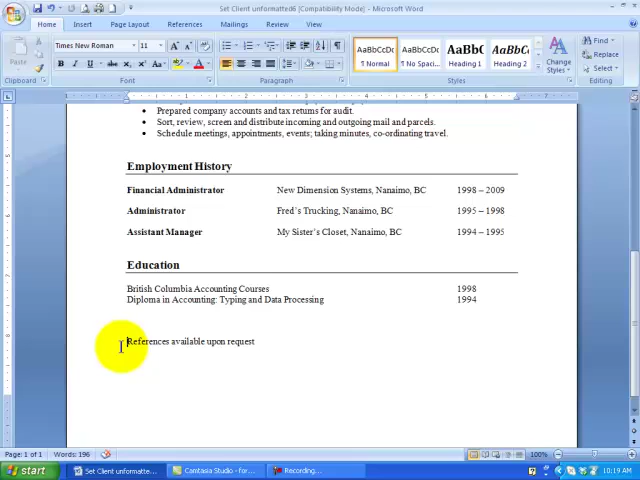 Set Client unformatted6 [Compatibility Mode] - Microsoft Word
Home Insert Page Layout References Mailings Review View
Times New Roman 11
AaBbCcDc AaBbCcDc AaBbCc AaBbCc
¶ Normal ¶ No Spaci... Heading 1 Heading 2
Change Styles
Find
Replace
Select
Paste
Clipboard Font Paragraph Styles Editing
• Prepared company accounts and tax returns for audit.
• Sort, review, screen and distribute incoming and outgoing mail and parcels.
• Schedule meetings, appointments, events; taking minutes, co-ordinating travel.
Employment History
Financial Administrator New Dimension Systems, Nanaimo, BC 1998 – 2009
Administrator Fred's Trucking, Nanaimo, BC 1995 – 1998
Assistant Manager My Sister's Closet, Nanaimo, BC 1994 – 1995
Education
British Columbia Accounting Courses 1998
Diploma in Accounting: Typing and Data Processing 1994
References available upon request
Page: 1 of 1 Words: 196 100%
start Set Client unformatte... Camtasia Studio - for... Recording... 10:19 AM